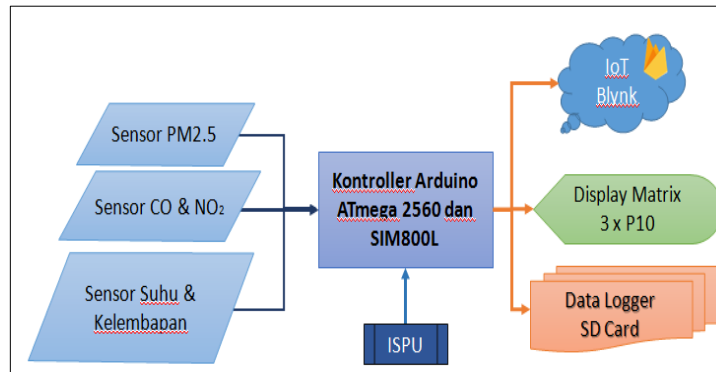 Sensor PM2.5
Sensor CO & NO₂
Sensor Suhu &
Kelembapan
Kontroller Arduino
ATmega 2560 dan
SIM800L
ISPU
IoT
Blynk
Display Matrix
3 x P10
Data Logger
SD Card